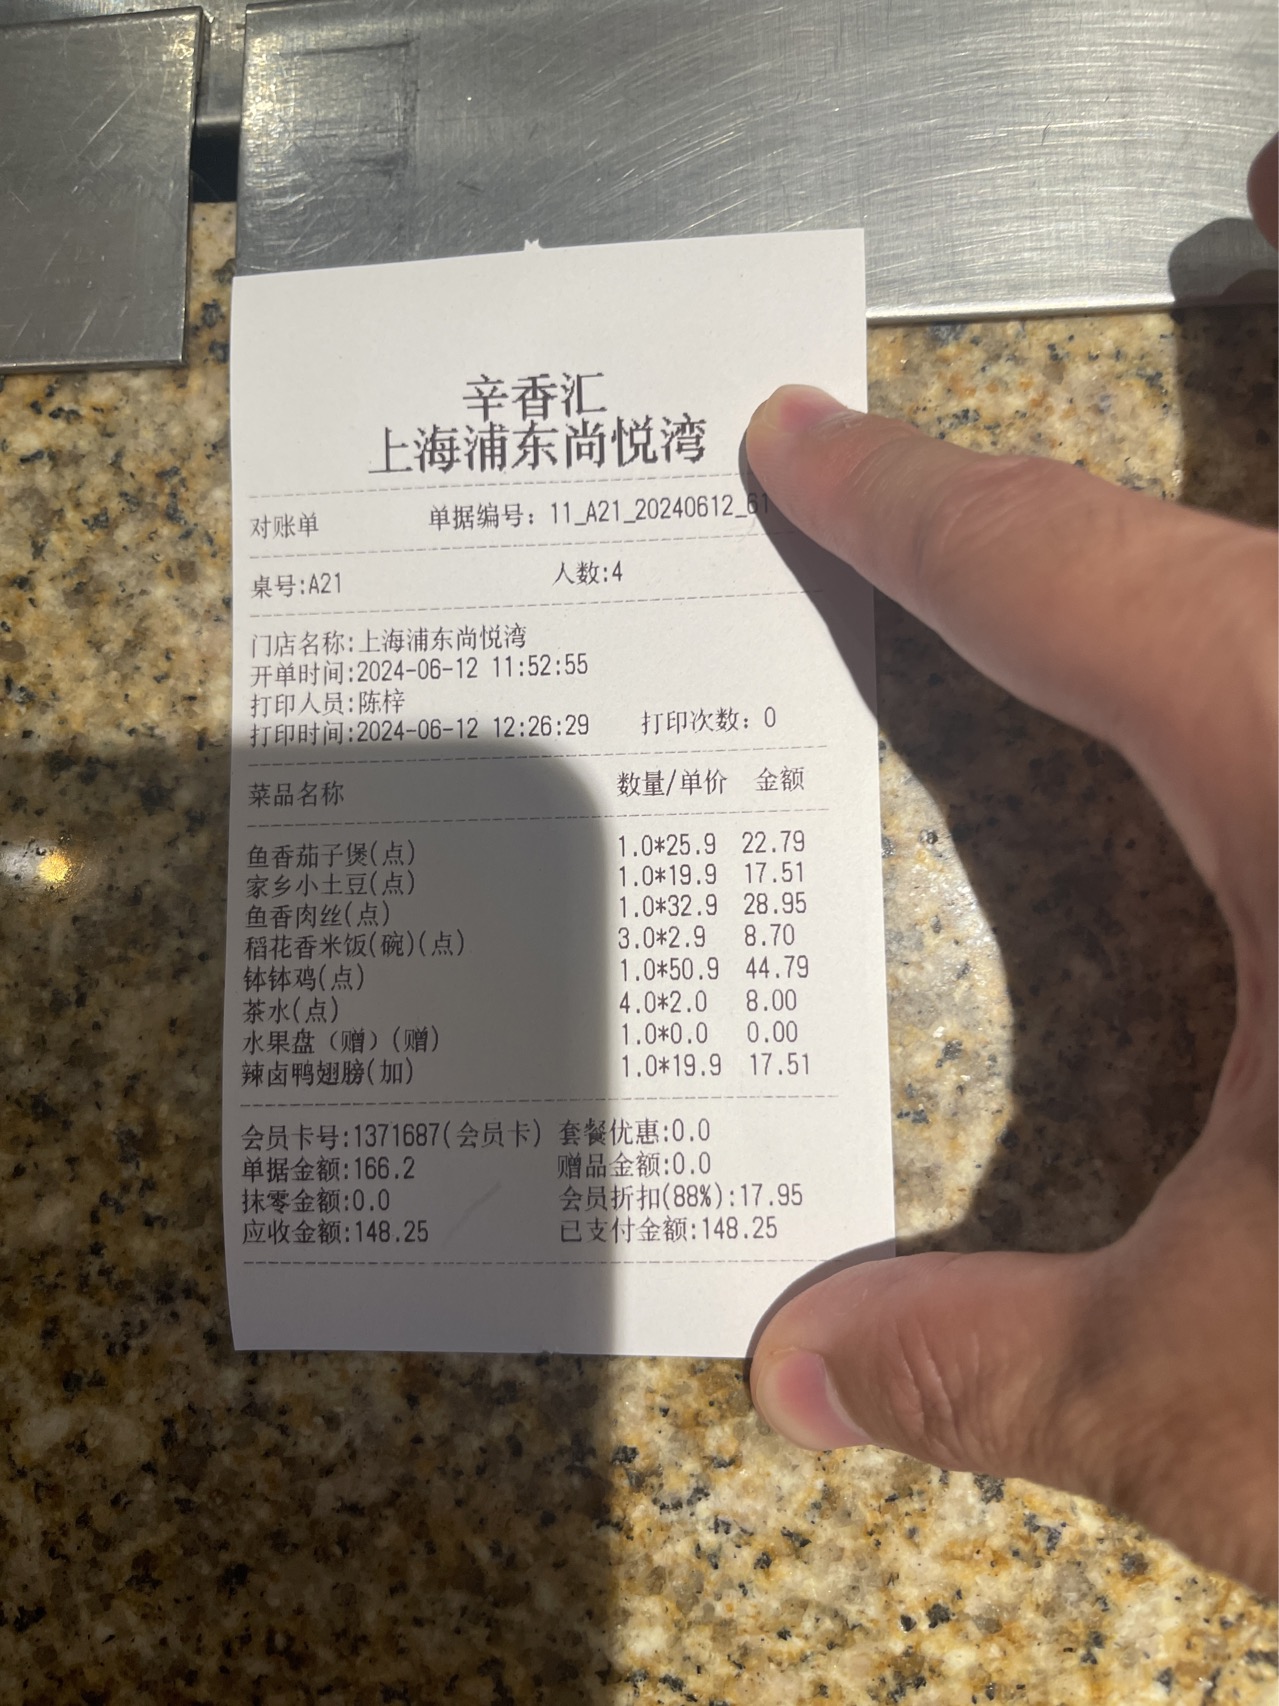 辛香汇
上海浦东尚悦湾
对账单 单据编号：11_A21_20240612_61
桌号:A21 人数:4
门店名称:上海浦东尚悦湾
开单时间:2024-06-12 11:52:55
打印人员:陈梓
打印时间:2024-06-12 12:26:29 打印次数：0
菜品名称 数量/单价 金额
鱼香茄子煲(点) 1.0*25.9 22.79
家乡小土豆(点) 1.0*19.9 17.51
鱼香肉丝(点) 1.0*32.9 28.95
稻花香米饭(碗)(点) 3.0*2.9 8.70
钵钵鸡(点) 1.0*50.9 44.79
茶水(点) 4.0*2.0 8.00
水果盘（赠）(赠) 1.0*0.0 0.00
辣卤鸭翅膀(加) 1.0*19.9 17.51
会员卡号:1371687(会员卡) 套餐优惠:0.0
单据金额:166.2 赠品金额:0.0
抹零金额:0.0 会员折扣(88%):17.95
应收金额:148.25 已支付金额:148.25